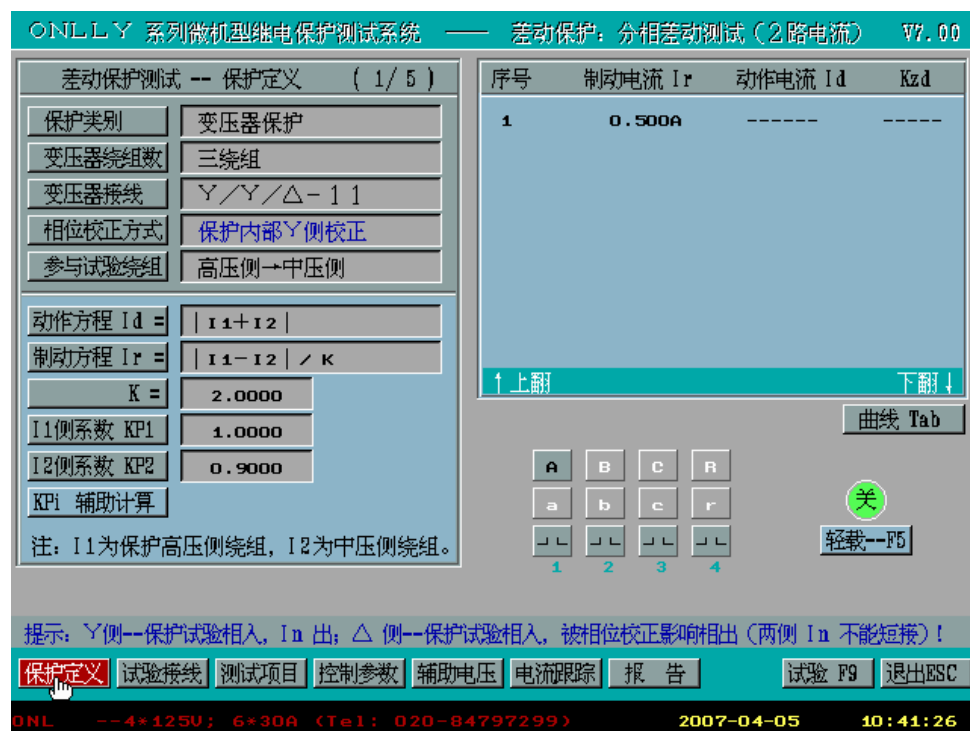 ONLLY 系列微机型继电保护测试系统 —— 差动保护: 分相差动测试 (2路电流) V7.00
差动保护测试 -- 保护定义 ( 1/ 5 )
保护类别 变压器保护
变压器绕组数 三绕组
变压器接线 Y/Y/△-11
相位校正方式 保护内部Y侧校正
参与试验绕组 高压侧→中压侧
动作方程 Id = |I1+I2|
制动方程 Ir = |I1-I2| / K
K = 2.0000
I1侧系数 KP1 1.0000
I2侧系数 KP2 0.9000
KPi 辅助计算
注: I1为保护高压侧绕组, I2为中压侧绕组。
序号 制动电流 Ir 动作电流 Id Kzd
1 0.500A ------ -----
↑上翻 下翻↓
曲线 Tab
A B C R
a b c r
1 2 3 4
关
轻载--F5
提示: Y侧--保护试验相入, In 出; △ 侧--保护试验相入, 被相位校正影响相出 (两侧 In 不能短接) !
保护定义 试验接线 测试项目 控制参数 辅助电压 电流跟踪 报 告 试验 F9 退出ESC
ONL --4*125V; 6*30A (Tel: 020-84797299) 2007-04-05 10:41:26